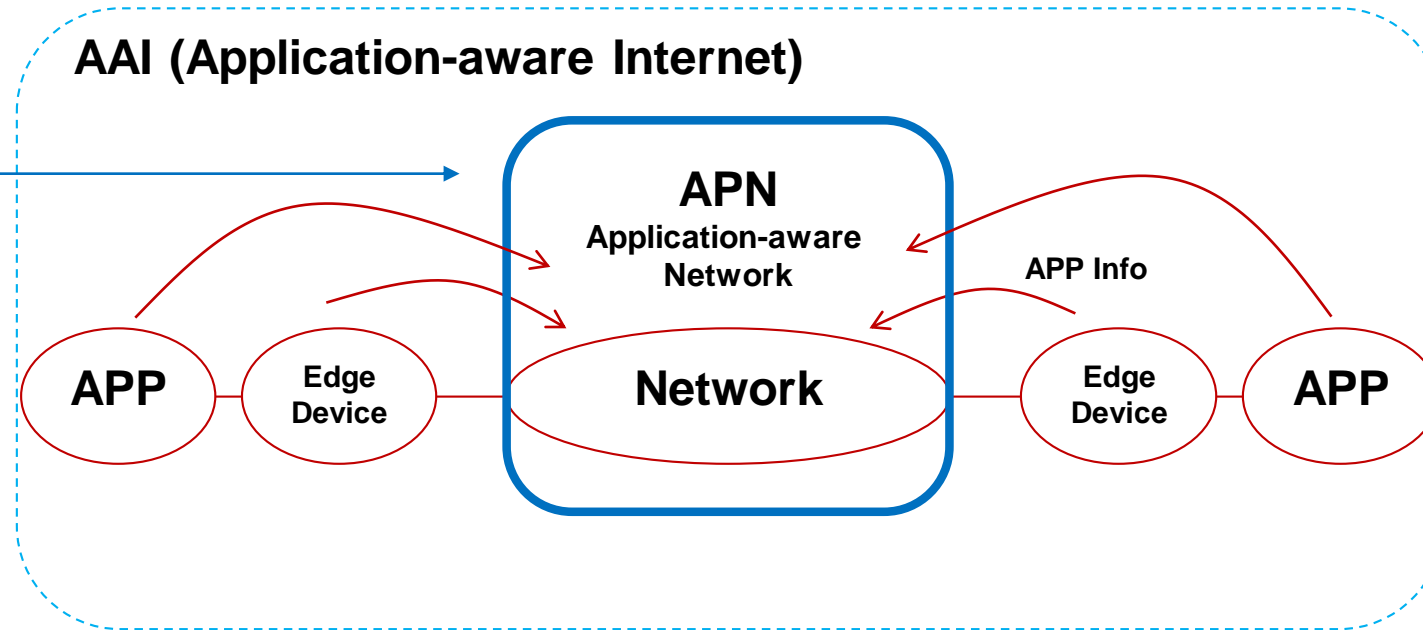 AAI (Application-aware Internet)
APN
Application-aware
Network
APP Info
APP
Edge
Device
Network
Edge
Device
APP